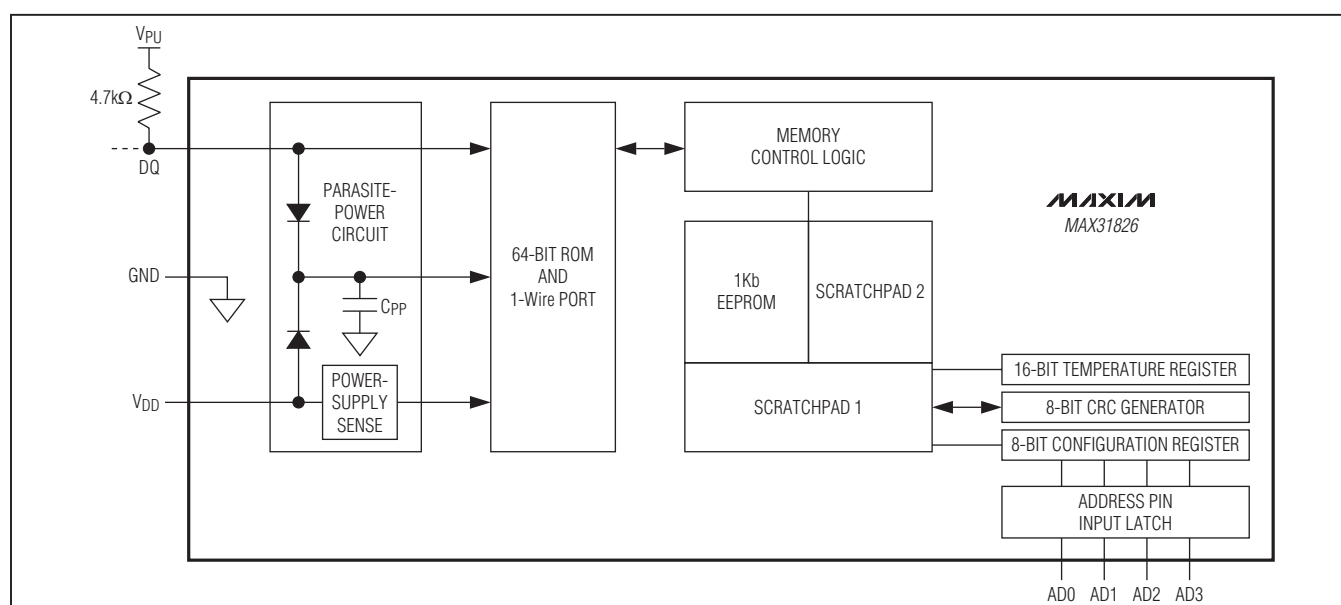 VPU
4.7kΩ
DQ
GND
VDD
PARASITE-
POWER
CIRCUIT
CPP
POWER-
SUPPLY
SENSE
64-BIT ROM
AND
1-Wire PORT
MEMORY
CONTROL LOGIC
1Kb
EEPROM
SCRATCHPAD 2
SCRATCHPAD 1
MAXIM
MAX31826
16-BIT TEMPERATURE REGISTER
8-BIT CRC GENERATOR
8-BIT CONFIGURATION REGISTER
ADDRESS PIN
INPUT LATCH
AD0 AD1 AD2 AD3